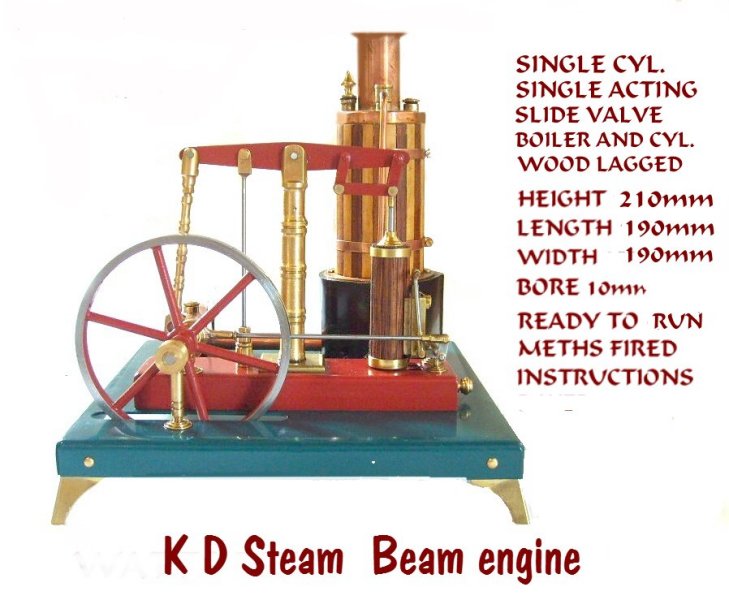 SINGLE CYL.
SINGLE ACTING
SLIDE VALVE
BOILER AND CYL.
WOOD LAGGED
HEIGHT 210mm
LENGTH 190mm
WIDTH 190mm
BORE 10mm
READY TO RUN
METHS FIRED
INSTRUCTIONS
K D Steam Beam engine